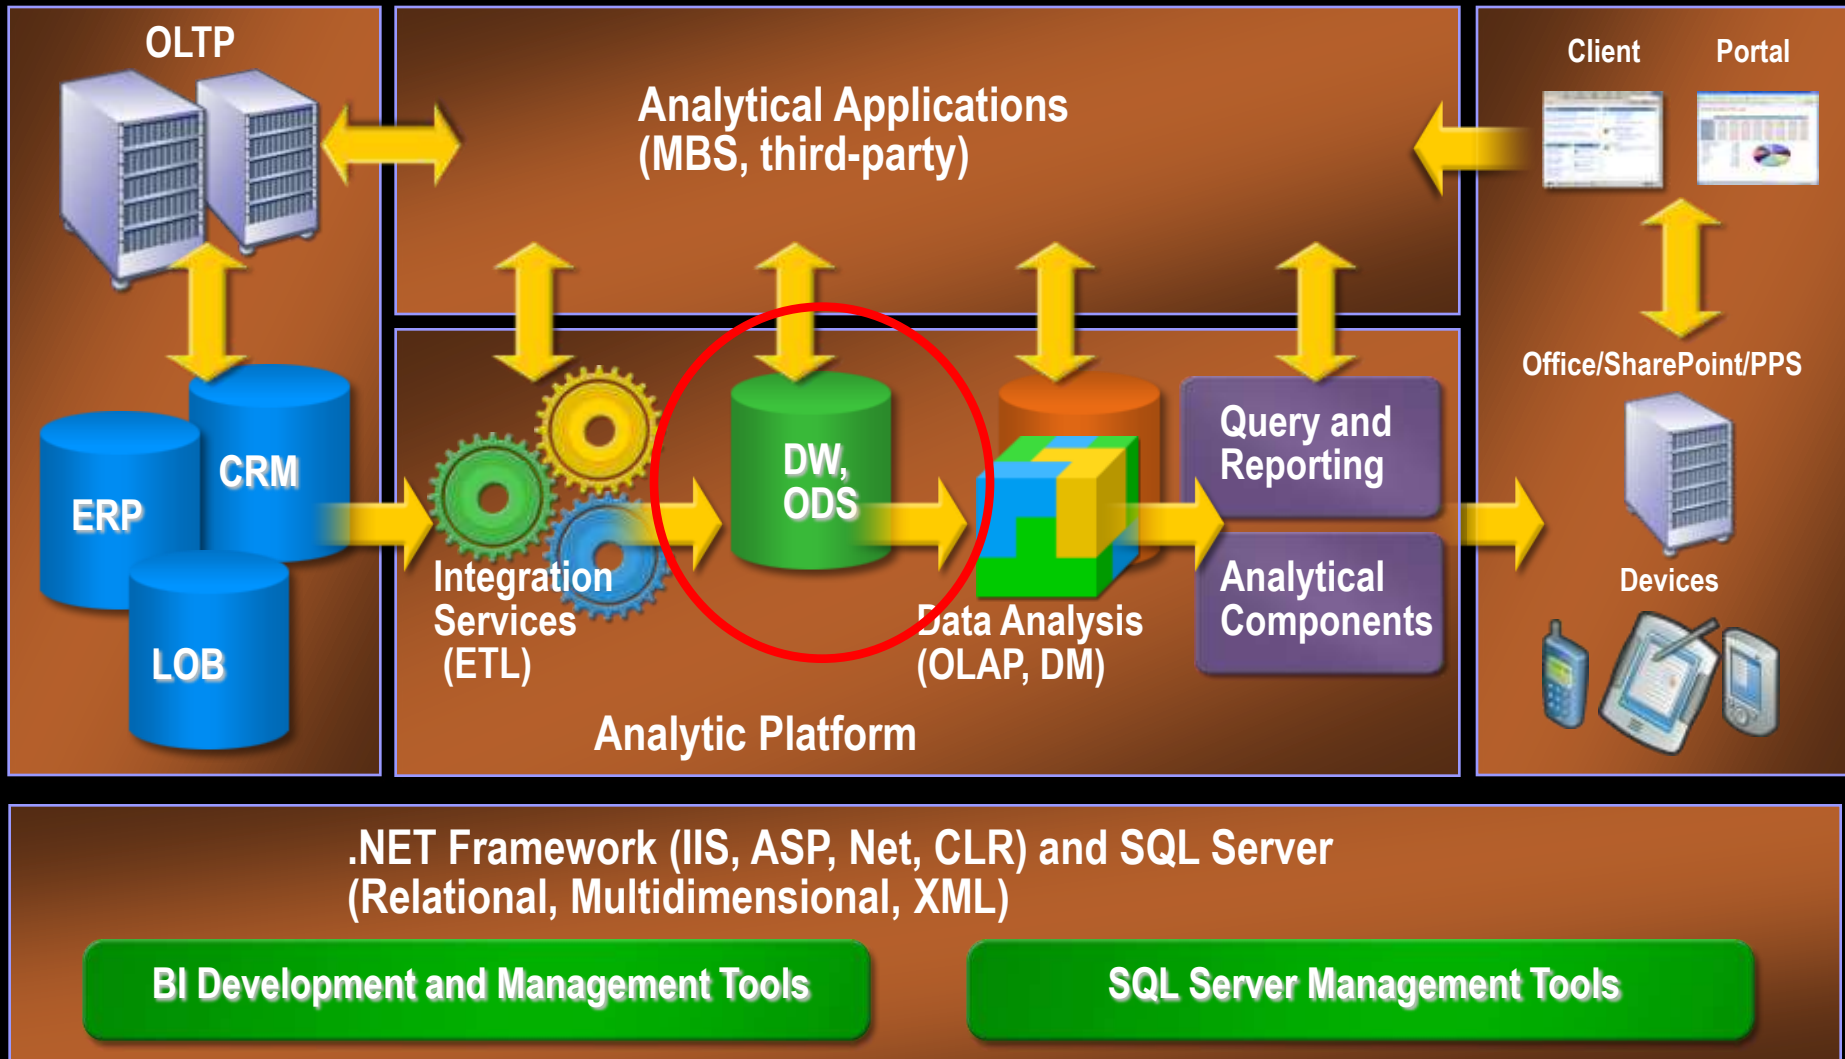 OLTP
ERP
CRM
LOB
Analytical Applications
(MBS, third-party)
Integration
Services
(ETL)
DW,
ODS
Data Analysis
(OLAP, DM)
Query and
Reporting
Analytical
Components
Analytic Platform
Client
Portal
Office/SharePoint/PPS
Devices
.NET Framework (IIS, ASP, Net, CLR) and SQL Server
(Relational, Multidimensional, XML)
BI Development and Management Tools
SQL Server Management Tools